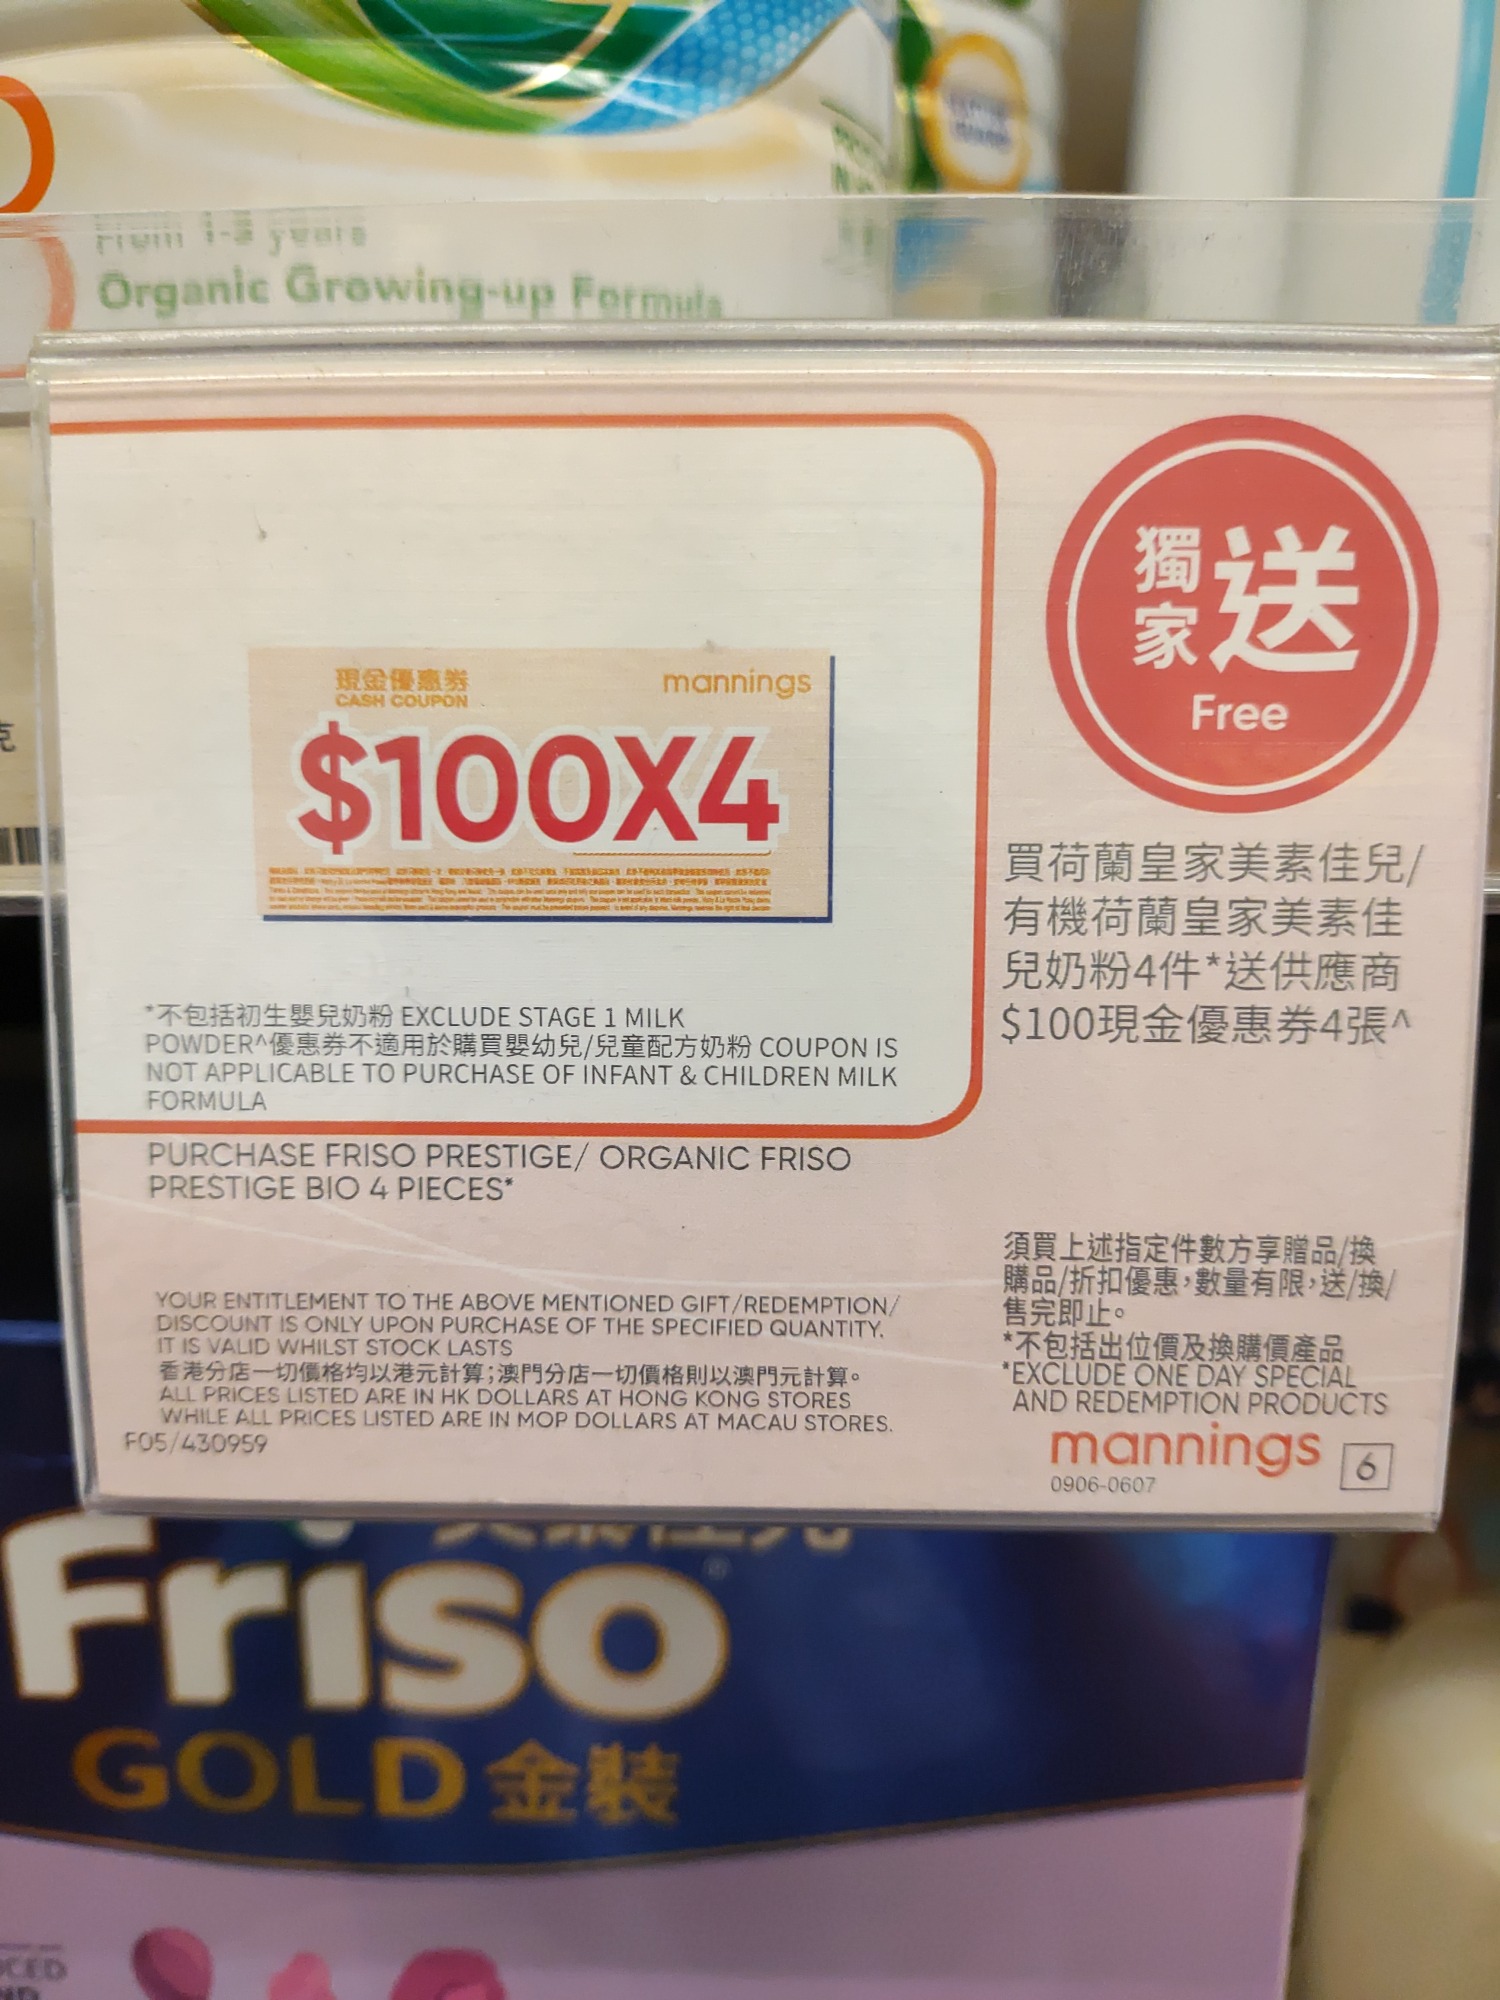 From 1-3 years
Organic Growing-up Formula
獨家送
Free
現金優惠券
CASH COUPON
mannings
$100X4
買荷蘭皇家美素佳兒/
有機荷蘭皇家美素佳
兒奶粉4件*送供應商
$100現金優惠券4張^
*不包括初生嬰兒奶粉 EXCLUDE STAGE 1 MILK
POWDER^優惠券不適用於購買嬰幼兒/兒童配方奶粉 COUPON IS
NOT APPLICABLE TO PURCHASE OF INFANT & CHILDREN MILK
FORMULA
PURCHASE FRISO PRESTIGE/ ORGANIC FRISO
PRESTIGE BIO 4 PIECES*
須買上述指定件數方享贈品/換
購品/折扣優惠，數量有限，送/換/
售完即止。
*不包括出位價及換購價產品
*EXCLUDE ONE DAY SPECIAL
AND REDEMPTION PRODUCTS
YOUR ENTITLEMENT TO THE ABOVE MENTIONED GIFT/REDEMPTION/
DISCOUNT IS ONLY UPON PURCHASE OF THE SPECIFIED QUANTITY.
IT IS VALID WHILST STOCK LASTS
香港分店一切價格均以港元計算；澳門分店一切價格則以澳門元計算。
ALL PRICES LISTED ARE IN HK DOLLARS AT HONG KONG STORES
WHILE ALL PRICES LISTED ARE IN MOP DOLLARS AT MACAU STORES.
F05/430959
mannings
0906-0607
6
Friso
GOLD 金裝